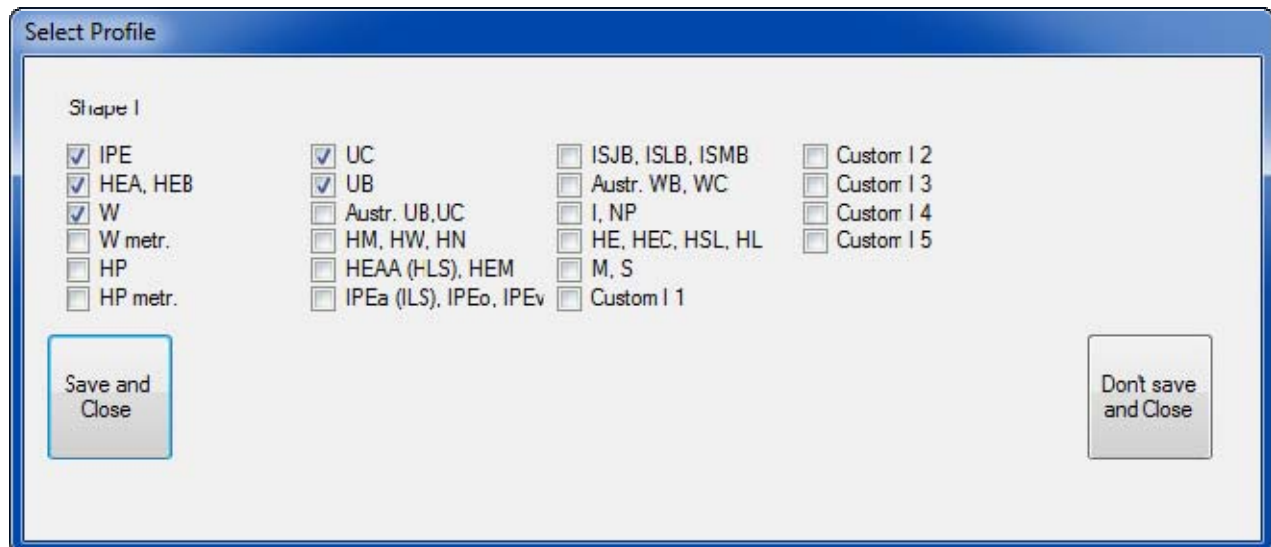 Select Profile
Shape I
IPE
HEA, HEB
W
W metr.
HP
HP metr.
UC
UB
Austr. UB,UC
HM, HW, HN
HEAA (HLS), HEM
IPEa (ILS), IPEo, IPEv
ISJB, ISLB, ISMB
Austr. WB, WC
I, NP
HE, HEC, HSL, HL
M, S
Custom I 1
Custom I 2
Custom I 3
Custom I 4
Custom I 5
Save and
Close
Don't save
and Close